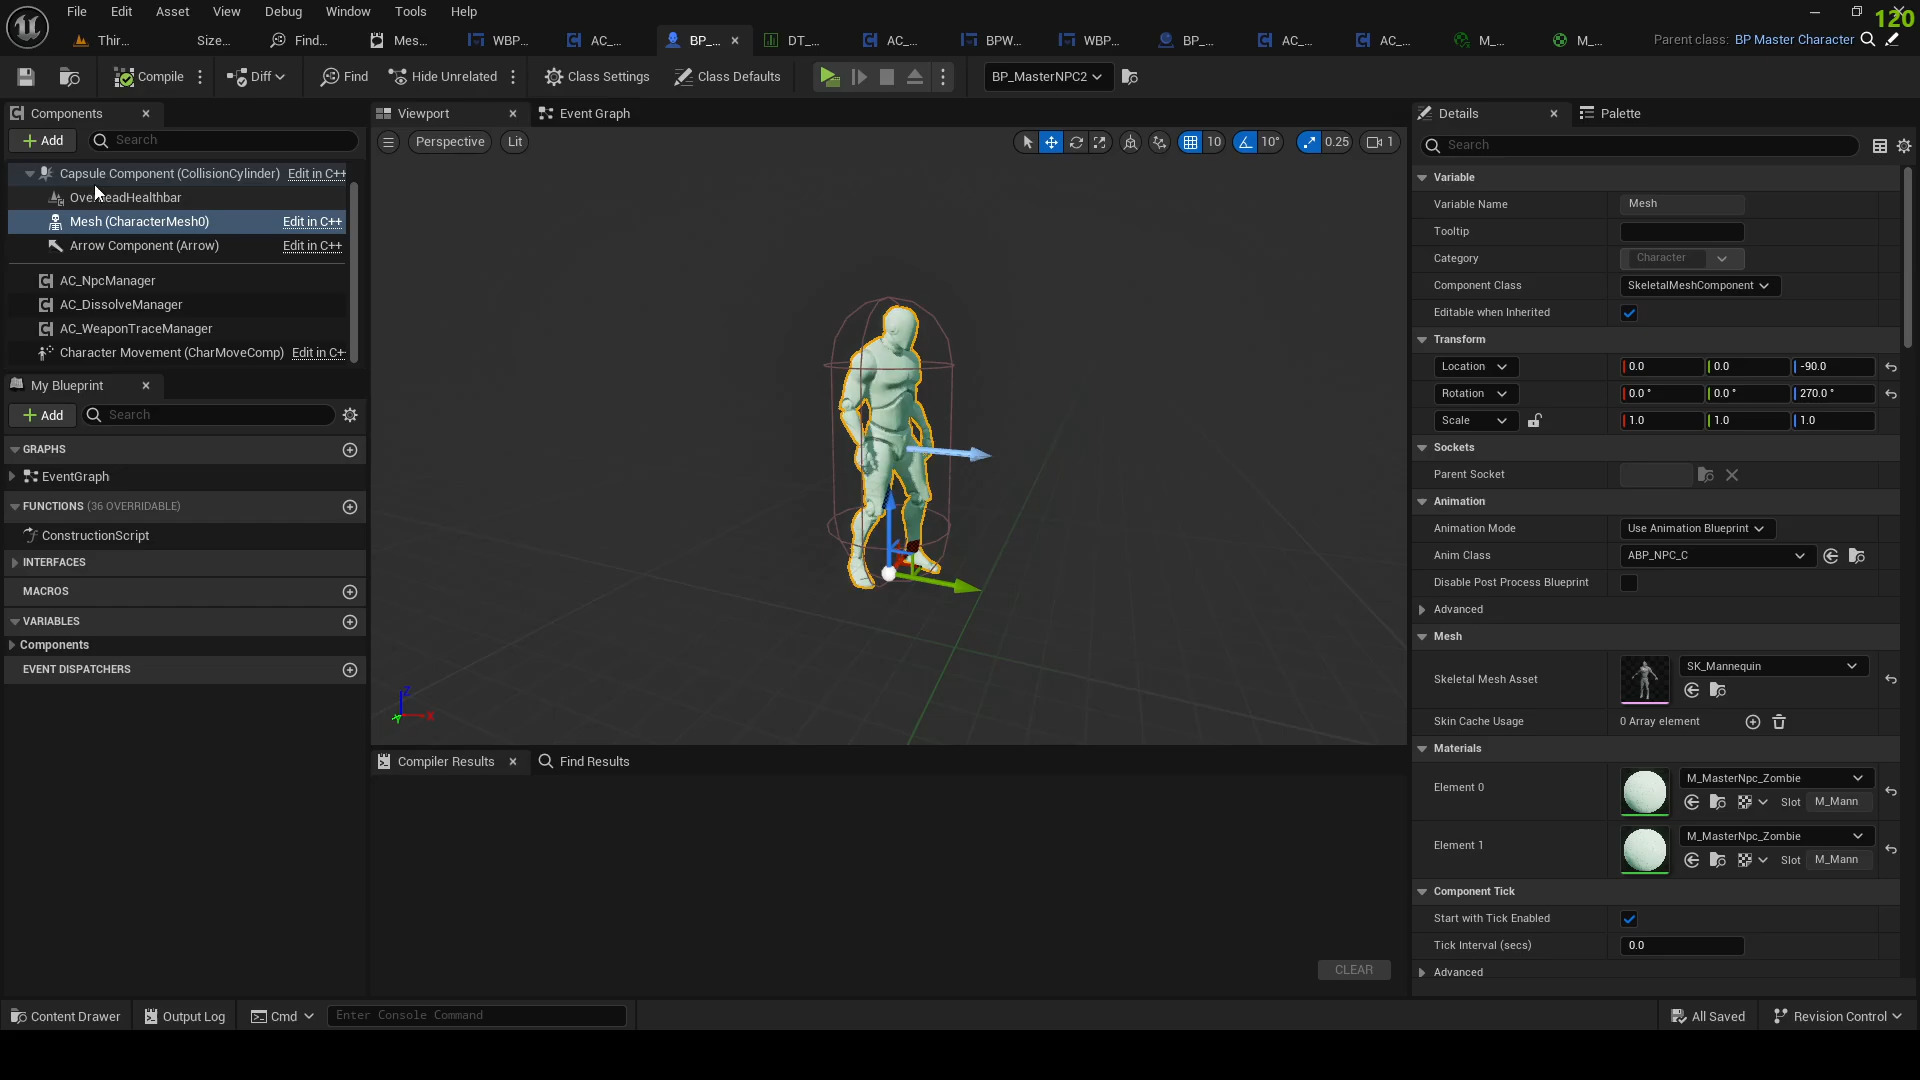 File Edit Asset View Debug Window Tools Help
120
Thir... Size... Find... Mes... WBP... AC_... BP_... DT_... AC_... BPW... WBP... BP_... AC_... AC_... M_... M_... Parent class: BP Master Character
Compile Diff Find Hide Unrelated Class Settings Class Defaults BP_MasterNPC2
Components
Add Search
Capsule Component (CollisionCylinder) Edit in C++
OverheadHealthbar
Mesh (CharacterMesh0) Edit in C++
Arrow Component (Arrow) Edit in C++
AC_NpcManager
AC_DissolveManager
AC_WeaponTraceManager
Character Movement (CharMoveComp) Edit in C+
My Blueprint
Add Search
GRAPHS
EventGraph
FUNCTIONS (36 OVERRIDABLE)
ConstructionScript
INTERFACES
MACROS
VARIABLES
Components
EVENT DISPATCHERS
Viewport Event Graph
Perspective Lit 10 10° 0.25 1
Z
X
Y
Compiler Results Find Results
CLEAR
Details Palette
Search
Variable
Variable Name Mesh
Tooltip
Category Character
Component Class SkeletalMeshComponent
Editable when Inherited
Transform
Location 0.0 0.0 -90.0
Rotation 0.0 ° 0.0 ° 270.0 °
Scale 1.0 1.0 1.0
Sockets
Parent Socket
Animation
Animation Mode Use Animation Blueprint
Anim Class ABP_NPC_C
Disable Post Process Blueprint
Advanced
Mesh
Skeletal Mesh Asset SK_Mannequin
Skin Cache Usage 0 Array element
Materials
Element 0 M_MasterNpc_Zombie
Slot M_Mann
Element 1 M_MasterNpc_Zombie
Slot M_Mann
Component Tick
Start with Tick Enabled
Tick Interval (secs) 0.0
Advanced
Content Drawer Output Log Cmd Enter Console Command All Saved Revision Control